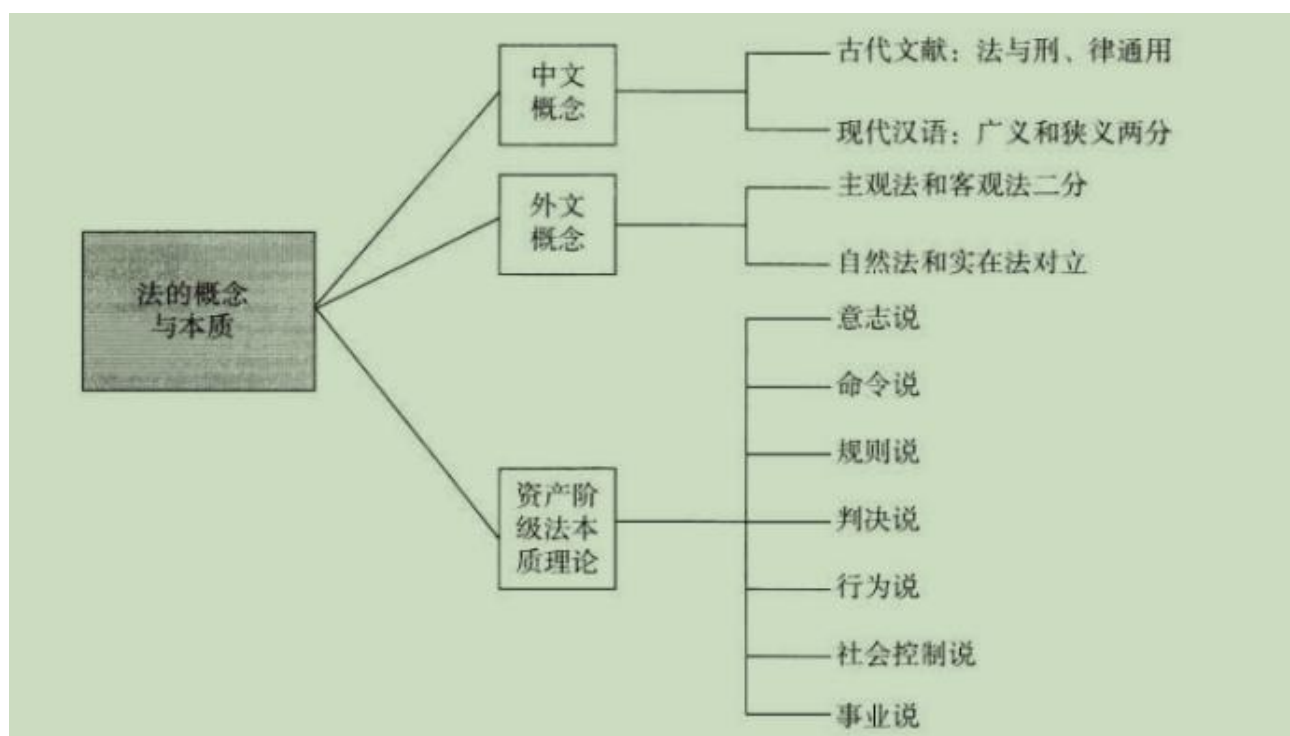 法的概念
与本质
中文
概念
古代文献：法与刑、律通用
现代汉语：广义和狭义两分
外文
概念
主观法和客观法二分
自然法和实在法对立
资产阶
级法本
质理论
意志说
命令说
规则说
判决说
行为说
社会控制说
事业说